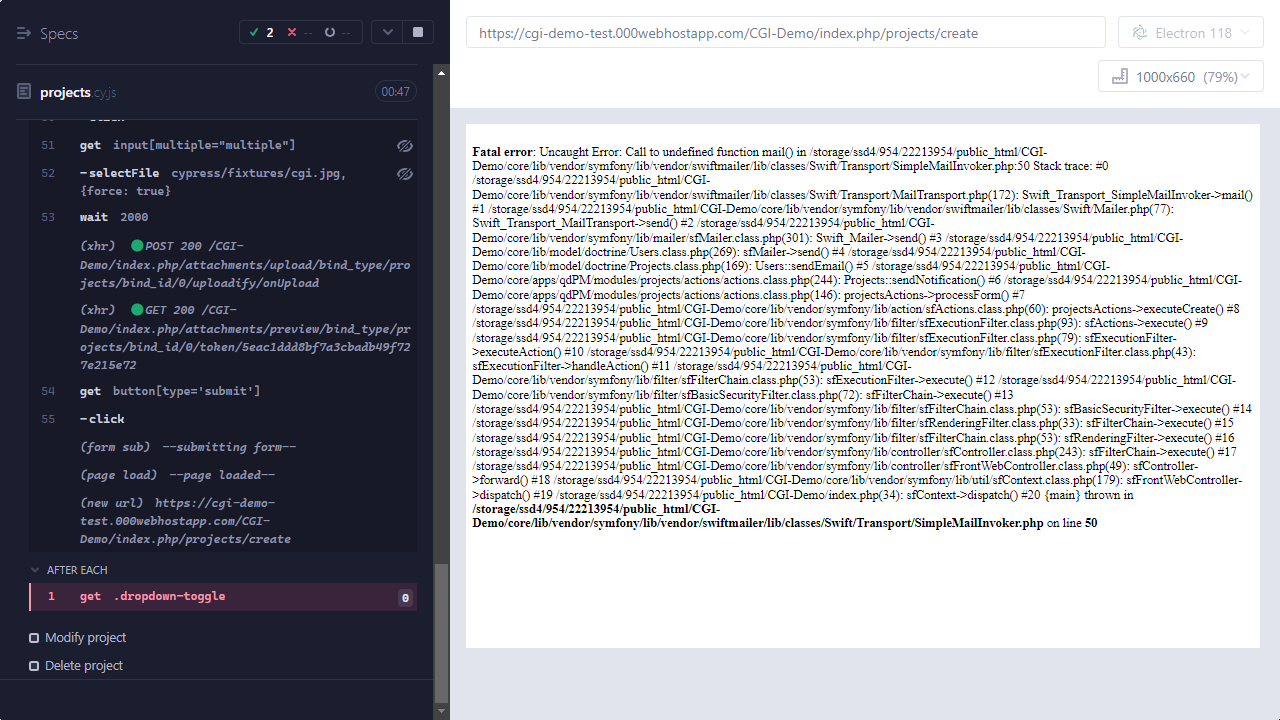 Specs
2
--
--
projects.cy.js
00:47
51 get input[multiple="multiple"]
52 -selectFile cypress/fixtures/cgi.jpg,
{force: true}
53 wait 2000
(xhr) POST 200 /CGI-
Demo/index.php/attachments/upload/bind_type/pro
jects/bind_id/0/uploadify/onUpload
(xhr) GET 200 /CGI-
Demo/index.php/attachments/preview/bind_type/pr
ojects/bind_id/0/token/5eac1ddd8bf7a3cbadb49f72
7e215e72
54 get button[type='submit']
55 -click
(form sub) --submitting form--
(page load) --page loaded--
(new url) https://cgi-demo-
test.000webhostapp.com/CGI-
Demo/index.php/projects/create
AFTER EACH
1 get .dropdown-toggle 0
Modify project
Delete project
https://cgi-demo-test.000webhostapp.com/CGI-Demo/index.php/projects/create
Electron 118
1000x660 (79%)
Fatal error: Uncaught Error: Call to undefined function mail() in /storage/ssd4/954/22213954/public_html/CGI-
Demo/core/lib/vendor/symfony/lib/vendor/swiftmailer/lib/classes/Swift/Transport/SimpleMailInvoker.php:50 Stack trace: #0
/storage/ssd4/954/22213954/public_html/CGI-
Demo/core/lib/vendor/symfony/lib/vendor/swiftmailer/lib/classes/Swift/Transport/MailTransport.php(172): Swift_Transport_SimpleMailInvoker->mail()
#1 /storage/ssd4/954/22213954/public_html/CGI-Demo/core/lib/vendor/symfony/lib/vendor/swiftmailer/lib/classes/Swift/Mailer.php(77):
Swift_Transport_MailTransport->send() #2 /storage/ssd4/954/22213954/public_html/CGI-
Demo/core/lib/vendor/symfony/lib/mailer/sfMailer.class.php(301): Swift_Mailer->send() #3 /storage/ssd4/954/22213954/public_html/CGI-
Demo/core/lib/model/doctrine/Users.class.php(269): sfMailer->send() #4 /storage/ssd4/954/22213954/public_html/CGI-
Demo/core/lib/model/doctrine/Projects.class.php(169): Users::sendEmail() #5 /storage/ssd4/954/22213954/public_html/CGI-
Demo/core/apps/qdPM/modules/projects/actions/actions.class.php(244): Projects::sendNotification() #6 /storage/ssd4/954/22213954/public_html/CGI-
Demo/core/apps/qdPM/modules/projects/actions/actions.class.php(146): projectsActions->processForm() #7
/storage/ssd4/954/22213954/public_html/CGI-Demo/core/lib/vendor/symfony/lib/action/sfActions.class.php(60): projectsActions->executeCreate() #8
/storage/ssd4/954/22213954/public_html/CGI-Demo/core/lib/vendor/symfony/lib/filter/sfExecutionFilter.class.php(93): sfActions->execute() #9
/storage/ssd4/954/22213954/public_html/CGI-Demo/core/lib/vendor/symfony/lib/filter/sfExecutionFilter.class.php(79): sfExecutionFilter-
>executeAction() #10 /storage/ssd4/954/22213954/public_html/CGI-Demo/core/lib/vendor/symfony/lib/filter/sfExecutionFilter.class.php(43):
sfExecutionFilter->handleAction() #11 /storage/ssd4/954/22213954/public_html/CGI-
Demo/core/lib/vendor/symfony/lib/filter/sfFilterChain.class.php(53): sfExecutionFilter->execute() #12 /storage/ssd4/954/22213954/public_html/CGI-
Demo/core/lib/vendor/symfony/lib/filter/sfBasicSecurityFilter.class.php(72): sfFilterChain->execute() #13
/storage/ssd4/954/22213954/public_html/CGI-Demo/core/lib/vendor/symfony/lib/filter/sfFilterChain.class.php(53): sfBasicSecurityFilter->execute() #14
/storage/ssd4/954/22213954/public_html/CGI-Demo/core/lib/vendor/symfony/lib/filter/sfRenderingFilter.class.php(33): sfFilterChain->execute() #15
/storage/ssd4/954/22213954/public_html/CGI-Demo/core/lib/vendor/symfony/lib/filter/sfFilterChain.class.php(53): sfRenderingFilter->execute() #16
/storage/ssd4/954/22213954/public_html/CGI-Demo/core/lib/vendor/symfony/lib/controller/sfController.class.php(243): sfFilterChain->execute() #17
/storage/ssd4/954/22213954/public_html/CGI-Demo/core/lib/vendor/symfony/lib/controller/sfFrontWebController.class.php(49): sfController-
>forward() #18 /storage/ssd4/954/22213954/public_html/CGI-Demo/core/lib/vendor/symfony/lib/util/sfContext.class.php(179): sfFrontWebController-
>dispatch() #19 /storage/ssd4/954/22213954/public_html/CGI-Demo/index.php(34): sfContext->dispatch() #20 {main} thrown in
/storage/ssd4/954/22213954/public_html/CGI-
Demo/core/lib/vendor/symfony/lib/vendor/swiftmailer/lib/classes/Swift/Transport/SimpleMailInvoker.php on line 50